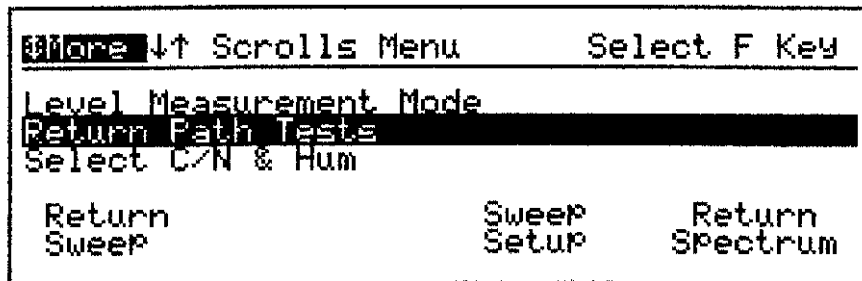 ↓More ↓↑ Scrolls Menu Select F Key
Level Measurement Mode
Return Path Tests
Select C/N & Hum
Return Sweep Return
Sweep Setup Spectrum